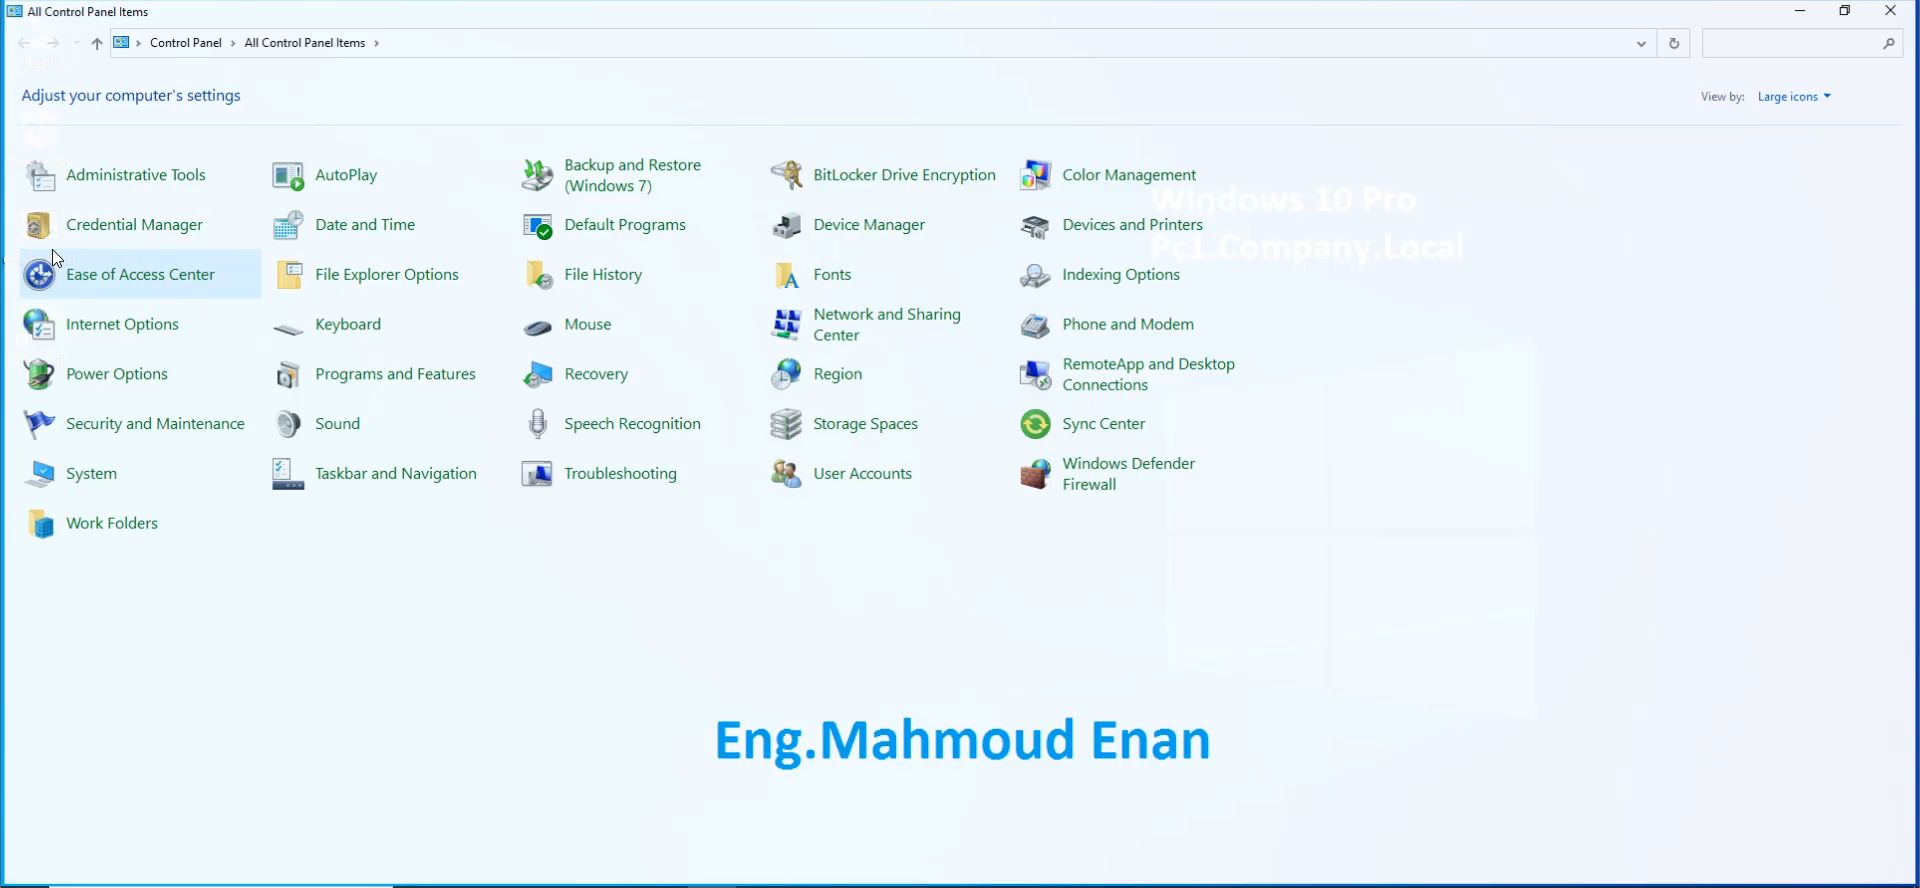 All Control Panel Items
Control Panel
All Control Panel Items
Adjust your computer's settings
View by:
Large icons
Administrative Tools
AutoPlay
Backup and Restore
(Windows 7)
BitLocker Drive Encryption
Color Management
Windows 10 Pro
Credential Manager
Date and Time
Default Programs
Device Manager
Devices and Printers
Pc1.Company.Local
Ease of Access Center
File Explorer Options
File History
Fonts
Indexing Options
Internet Options
Keyboard
Mouse
Network and Sharing
Center
Phone and Modem
Power Options
Programs and Features
Recovery
Region
RemoteApp and Desktop
Connections
Security and Maintenance
Sound
Speech Recognition
Storage Spaces
Sync Center
System
Taskbar and Navigation
Troubleshooting
User Accounts
Windows Defender
Firewall
Work Folders
Eng.Mahmoud Enan